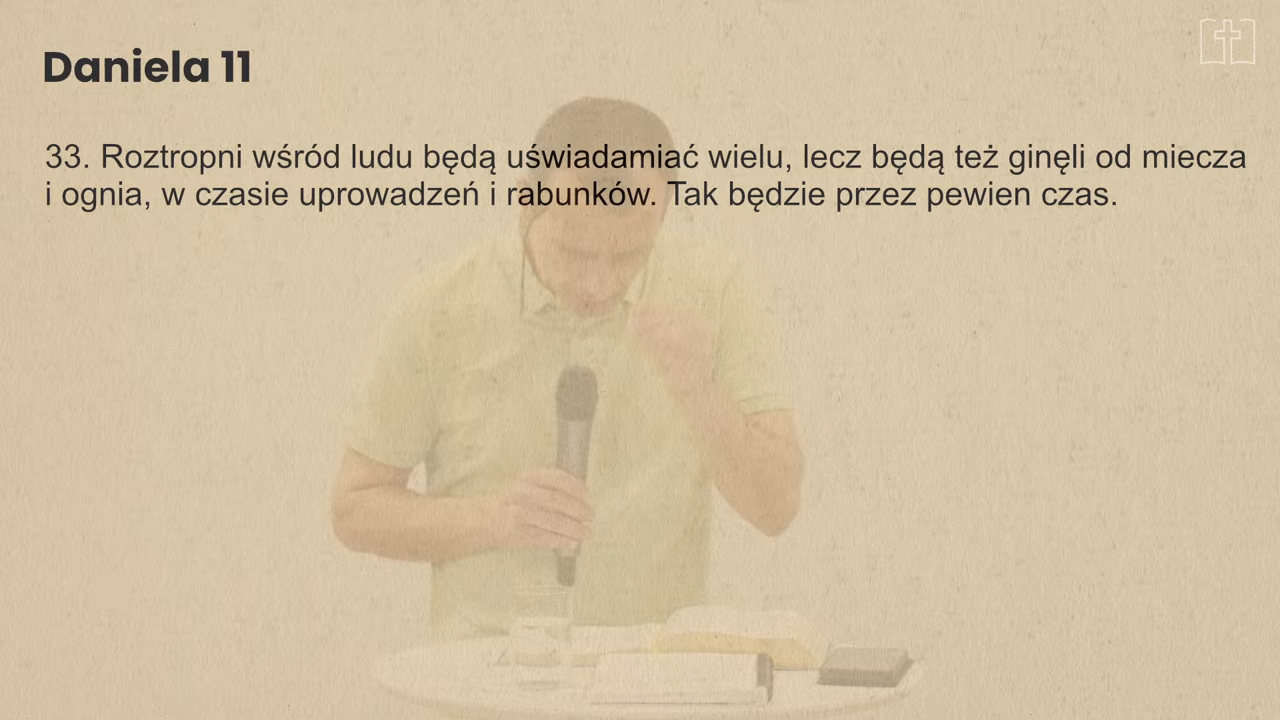 Daniela 11
33. Roztropni wśród ludu będą uświadamiać wielu, lecz będą też ginęli od miecza
i ognia, w czasie uprowadzeń i rabunków. Tak będzie przez pewien czas.